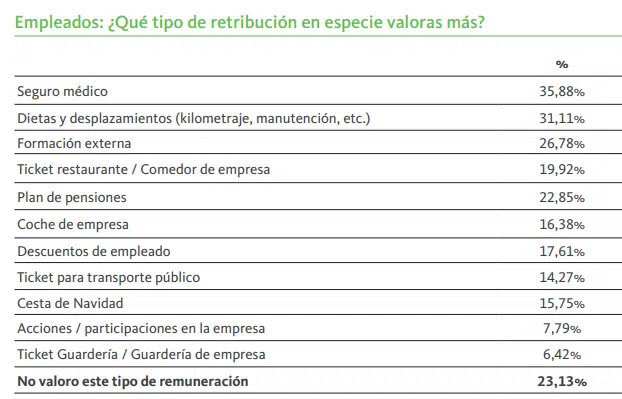 Empleados: ¿Qué tipo de retribución en especie valoras más?
%
Seguro médico 35,88%
Dietas y desplazamientos (kilometraje, manutención, etc.) 31,11%
Formación externa 26,78%
Ticket restaurante / Comedor de empresa 19,92%
Plan de pensiones 22,85%
Coche de empresa 16,38%
Descuentos de empleado 17,61%
Ticket para transporte público 14,27%
Cesta de Navidad 15,75%
Acciones / participaciones en la empresa 7,79%
Ticket Guardería / Guardería de empresa 6,42%
No valoro este tipo de remuneración 23,13%